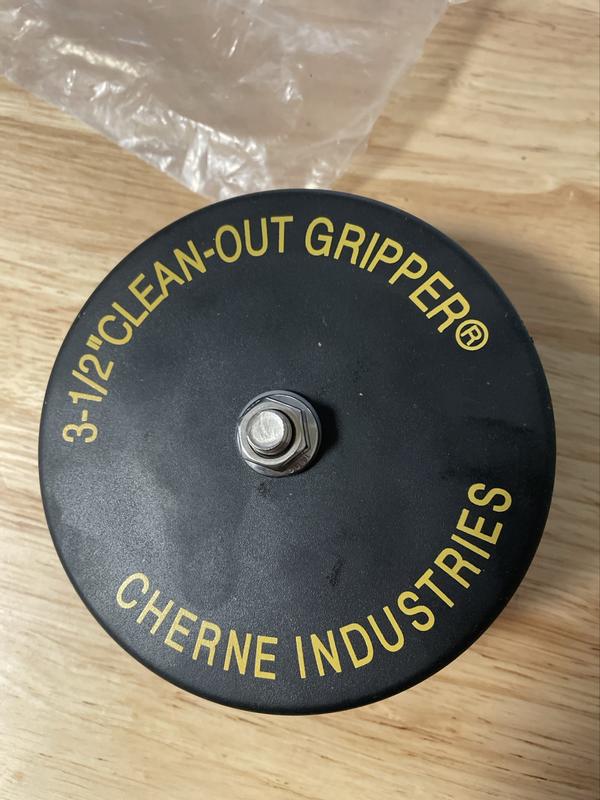 3-1/2"CLEAN-OUT GRIPPER®
CHERNE INDUSTRIES